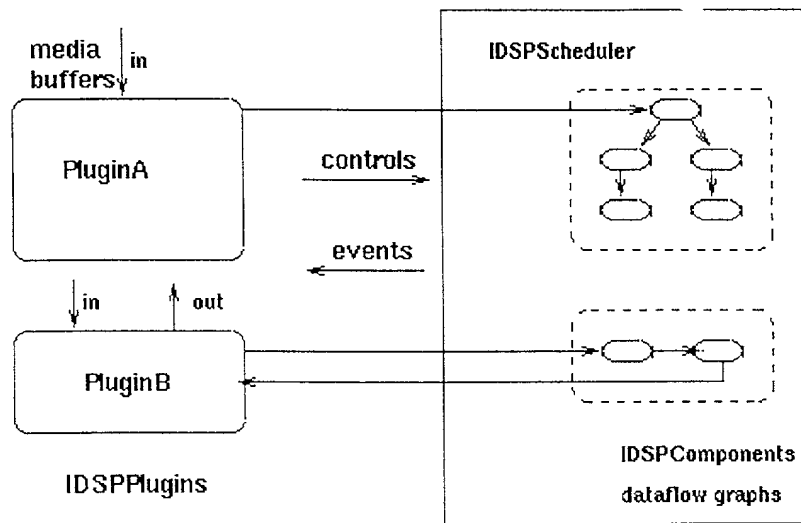 media
buffers
in
IDSPScheduler
PluginA
controls
events
in
out
PluginB
IDSPPlugins
IDSPComponents
dataflow graphs